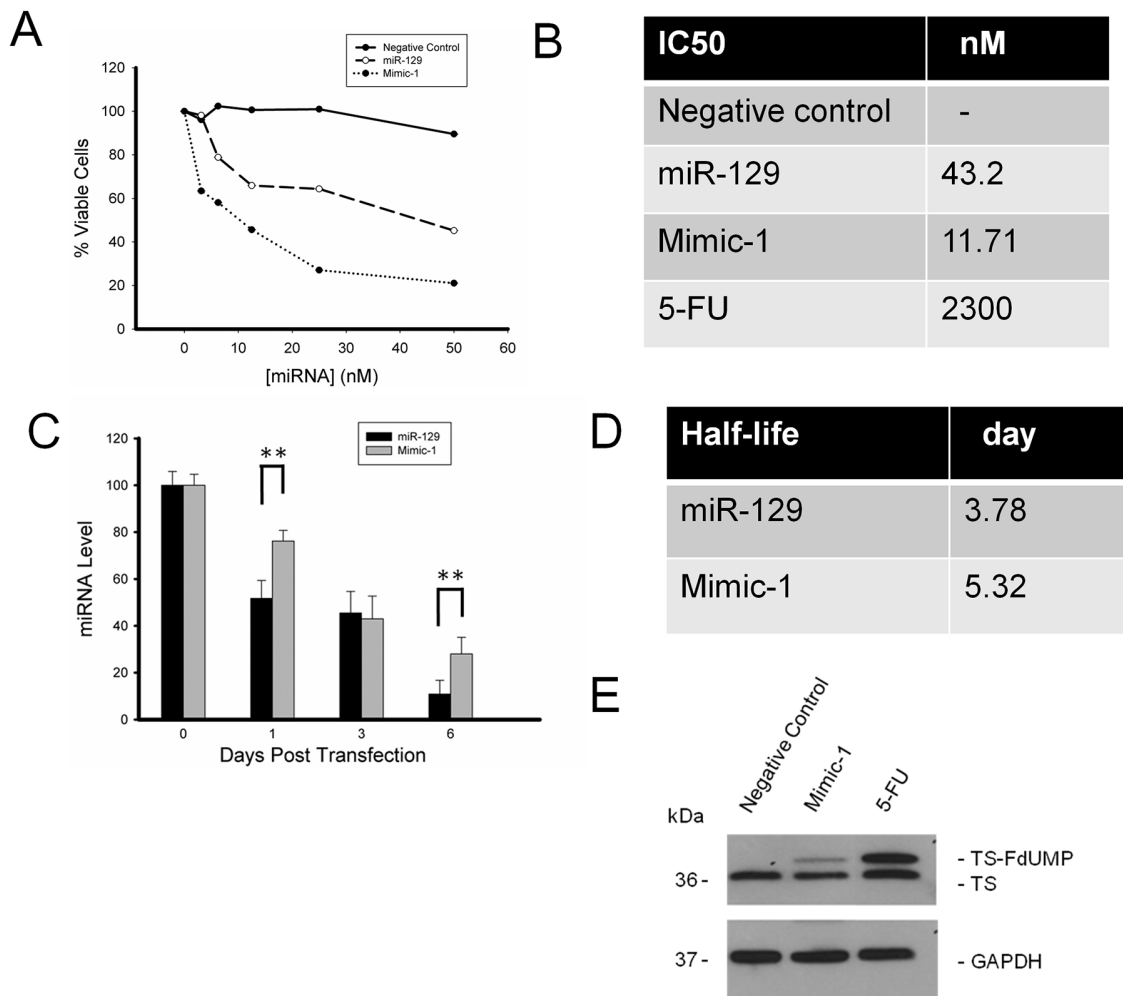 A
Negative Control
miR-129
Mimic-1
120
100
80
60
40
20
0
% Viable Cells
0 10 20 30 40 50 60
[miRNA] (nM)
B
IC50 nM
Negative control -
miR-129 43.2
Mimic-1 11.71
5-FU 2300
C
miR-129
Mimic-1
120
100
80
60
40
20
0
miRNA Level
**
**
0 1 3 6
Days Post Transfection
D
Half-life day
miR-129 3.78
Mimic-1 5.32
E
Negative Control
Mimic-1
5-FU
kDa
- TS-FdUMP
36 -
- TS
37 -
- GAPDH